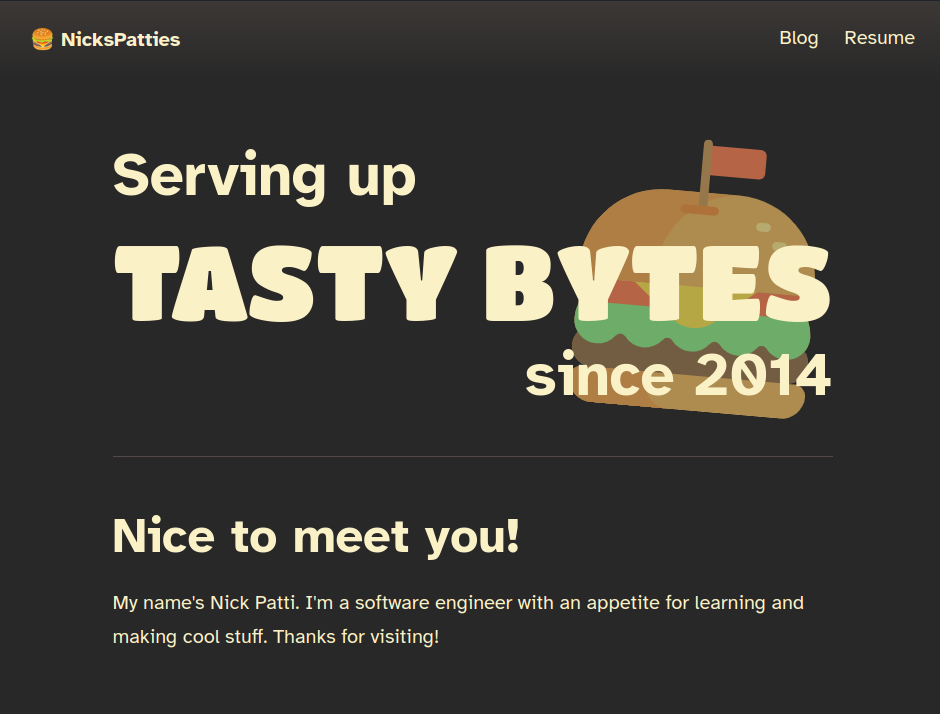 🍔 NicksPatties
Blog Resume
Serving up
TASTY BYTES
since 2014
Nice to meet you!
My name's Nick Patti. I'm a software engineer with an appetite for learning and
making cool stuff. Thanks for visiting!